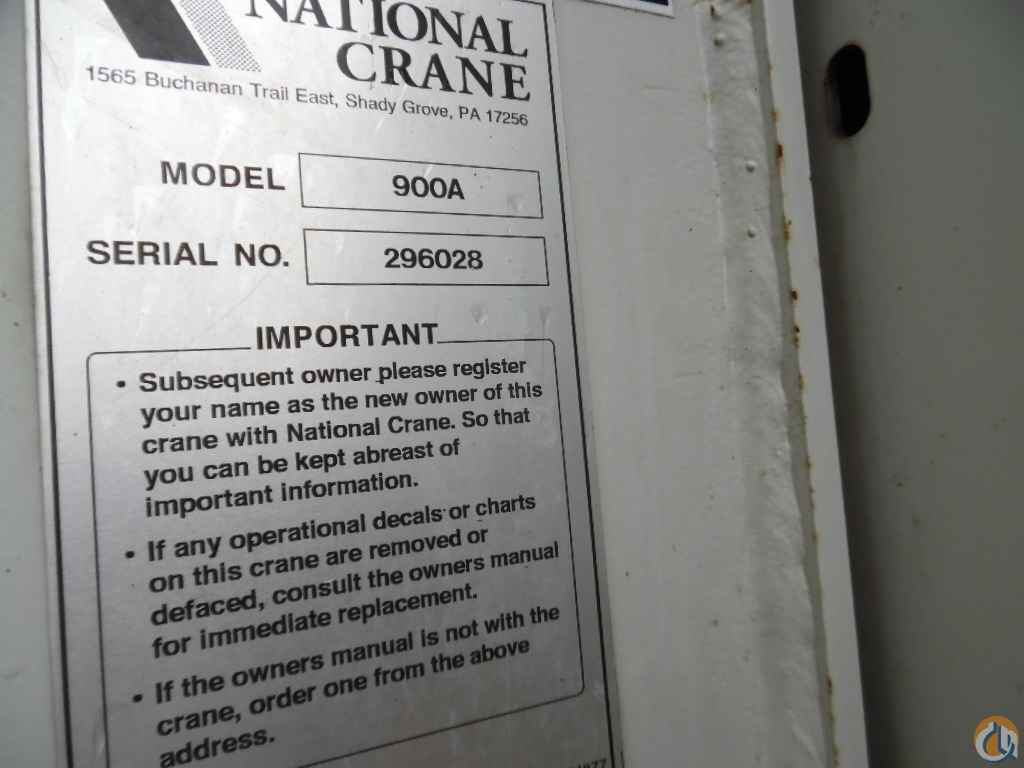 NATIONAL
CRANE
1565 Buchanan Trail East, Shady Grove, PA 17256
MODEL 900A
SERIAL NO. 296028
IMPORTANT
• Subsequent owner please register
your name as the new owner of this
crane with National Crane. So that
you can be kept abreast of
important information.
• If any operational decals or charts
on this crane are removed or
defaced, consult the owners manual
for immediate replacement.
• If the owners manual is not with the
crane, order one from the above
address.